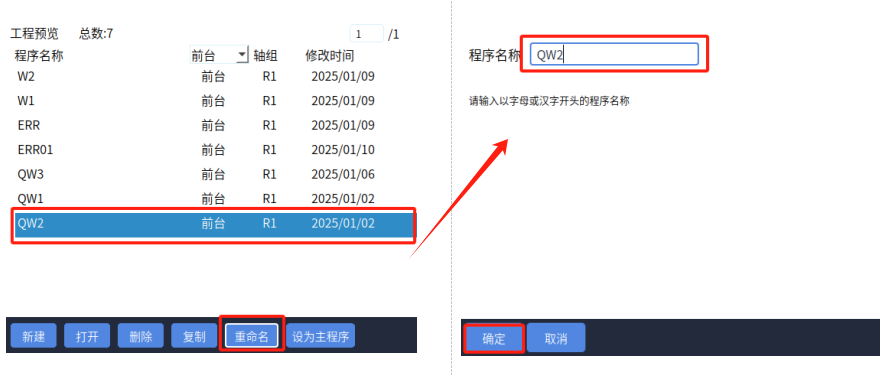 工程预览 总数:7 1 /1
程序名称 前台 轴组 修改时间
W2 前台 R1 2025/01/09
W1 前台 R1 2025/01/09
ERR 前台 R1 2025/01/09
ERR01 前台 R1 2025/01/10
QW3 前台 R1 2025/01/06
QW1 前台 R1 2025/01/02
QW2 前台 R1 2025/01/02
新建 打开 删除 复制 重命名 设为主程序
程序名称 QW2
请输入以字母或汉字开头的程序名称
确定 取消